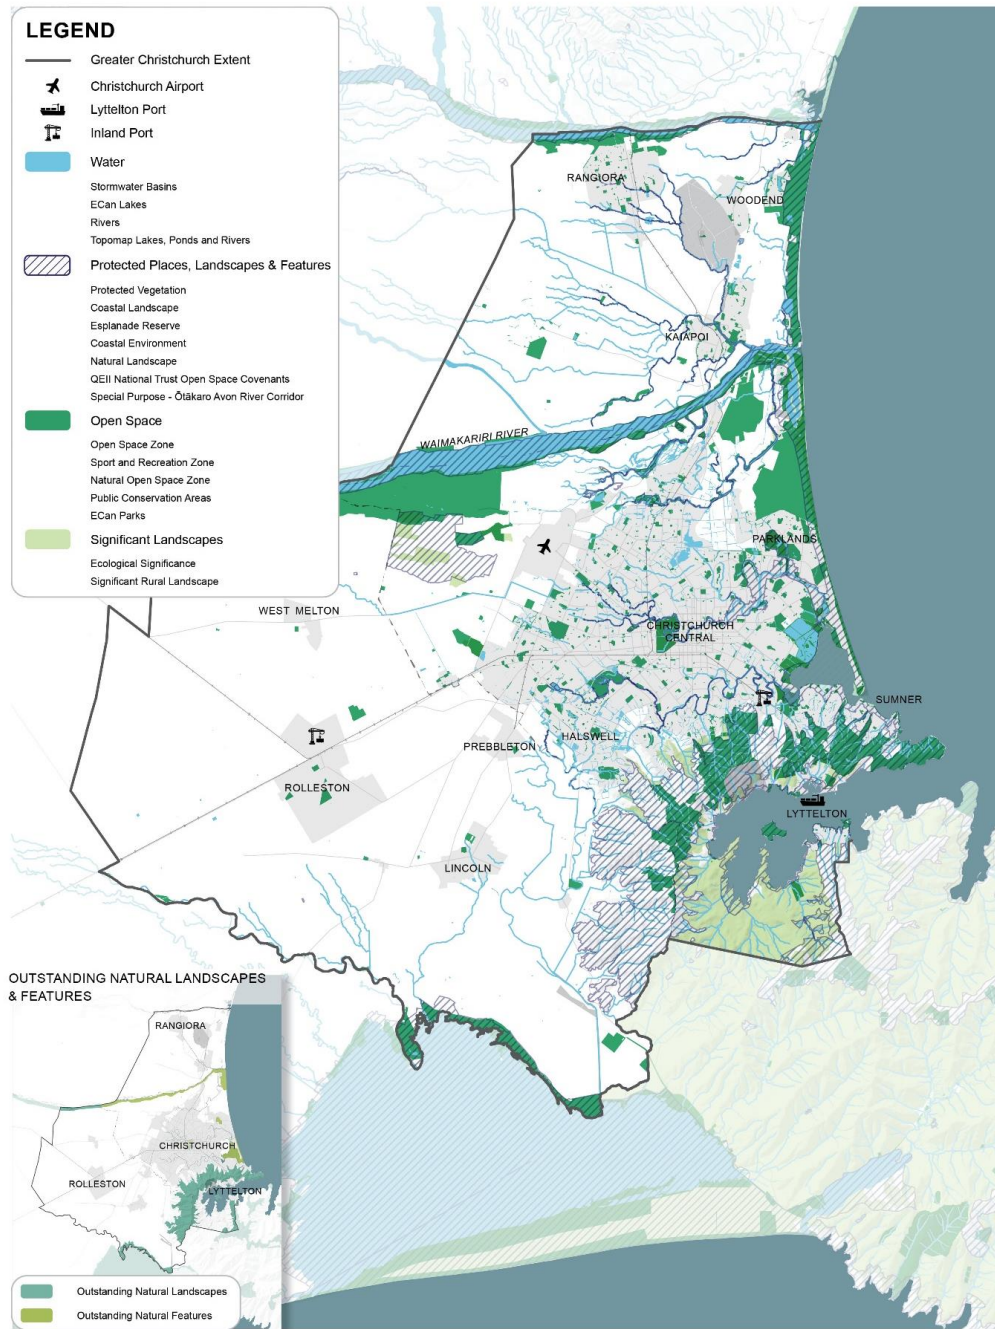 LEGEND
Greater Christchurch Extent
Christchurch Airport
Lyttelton Port
Inland Port
Water
Stormwater Basins
ECan Lakes
Rivers
Topomap Lakes, Ponds and Rivers
Protected Places, Landscapes & Features
Protected Vegetation
Coastal Landscape
Esplanade Reserve
Coastal Environment
Natural Landscape
QEII National Trust Open Space Covenants
Special Purpose - Ōtākaro Avon River Corridor
Open Space
Open Space Zone
Sport and Recreation Zone
Natural Open Space Zone
Public Conservation Areas
ECan Parks
Significant Landscapes
Ecological Significance
Significant Rural Landscape
RANGIORA
WOODEND
KAIAPOI
WAIMAKARIRI RIVER
PARKLANDS
WEST MELTON
CHRISTCHURCH
CENTRAL
SUMNER
PREBBLETON
HALSWELL
ROLLESTON
LYTTELTON
LINCOLN
OUTSTANDING NATURAL LANDSCAPES
& FEATURES
RANGIORA
CHRISTCHURCH
ROLLESTON
LYTTELTON
Outstanding Natural Landscapes
Outstanding Natural Features